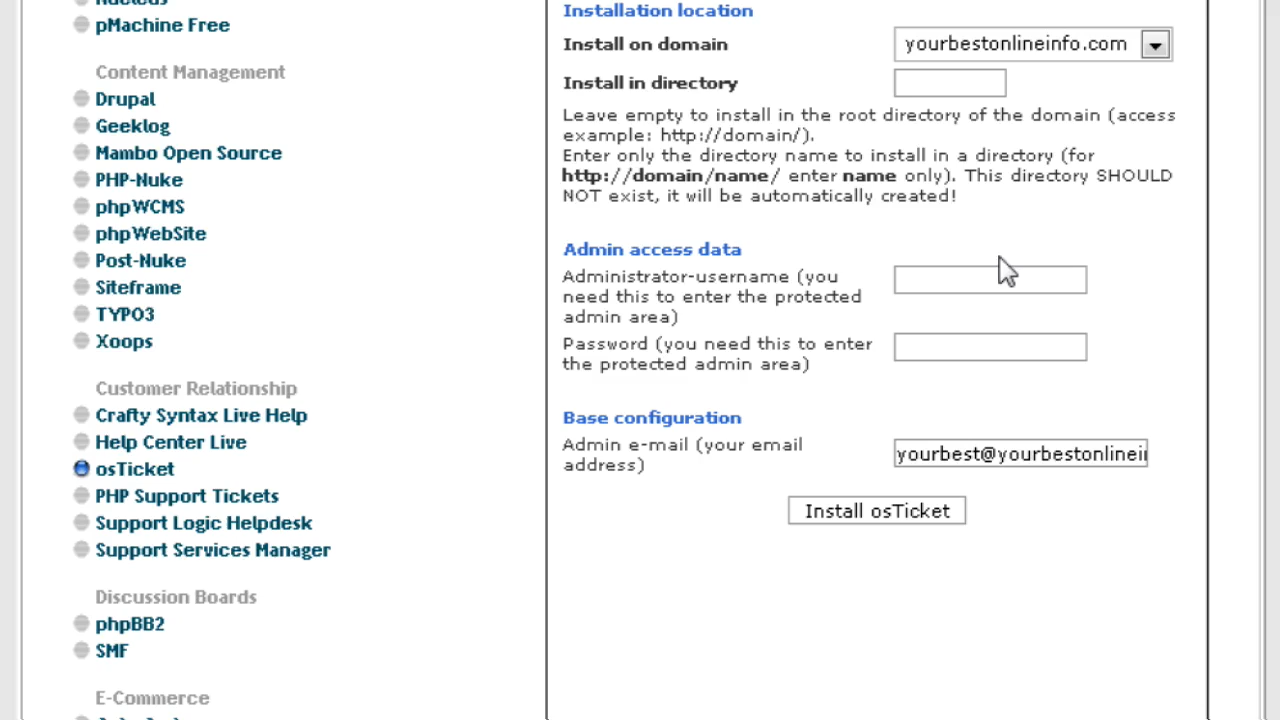 pMachine Free
Content Management
Drupal
Geeklog
Mambo Open Source
PHP-Nuke
phpWCMS
phpWebSite
Post-Nuke
Siteframe
TYPO3
Xoops
Customer Relationship
Crafty Syntax Live Help
Help Center Live
osTicket
PHP Support Tickets
Support Logic Helpdesk
Support Services Manager
Discussion Boards
phpBB2
SMF
E-Commerce
Installation location
Install on domain
yourbestonlineinfo.com
Install in directory
Leave empty to install in the root directory of the domain (access
example: http://domain/).
Enter only the directory name to install in a directory (for
http://domain/name/ enter name only). This directory SHOULD
NOT exist, it will be automatically created!
Admin access data
Administrator-username (you
need this to enter the protected
admin area)
Password (you need this to enter
the protected admin area)
Base configuration
Admin e-mail (your email
address)
yourbest@yourbestonlinei
Install osTicket